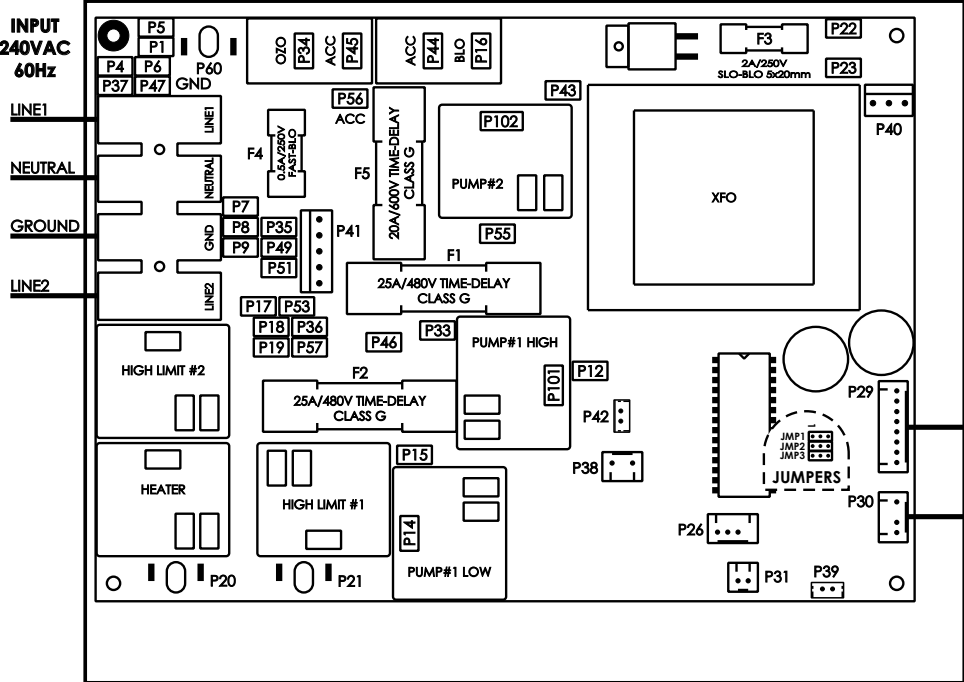 INPUT
240VAC
60Hz
LINE1
NEUTRAL
GROUND
LINE2
P5
P1
P4
P6
P37
P47
GND
P60
OZO
P34
ACC
P45
ACC
P44
BLO
P16
F3
2A/250V
SLO-BLO 5x20mm
P22
P23
P40
LINE1
NEUTRAL
GND
LINE2
F4
0.5A/250V
FAST-BLO
P56
ACC
F5
20A/600V TIME-DELAY
CLASS G
P43
P102
PUMP#2
P55
XFO
P7
P8
P9
P35
P49
P51
P41
F1
25A/480V TIME-DELAY
CLASS G
P17
P53
P18
P36
P19
P57
P46
P33
PUMP#1 HIGH
P101
P12
F2
25A/480V TIME-DELAY
CLASS G
HIGH LIMIT #2
P42
P38
P29
JMP1
JMP2
JMP3
1
JUMPERS
P30
P15
HEATER
HIGH LIMIT #1
P14
PUMP#1 LOW
P26
P31
P39
P20
P21